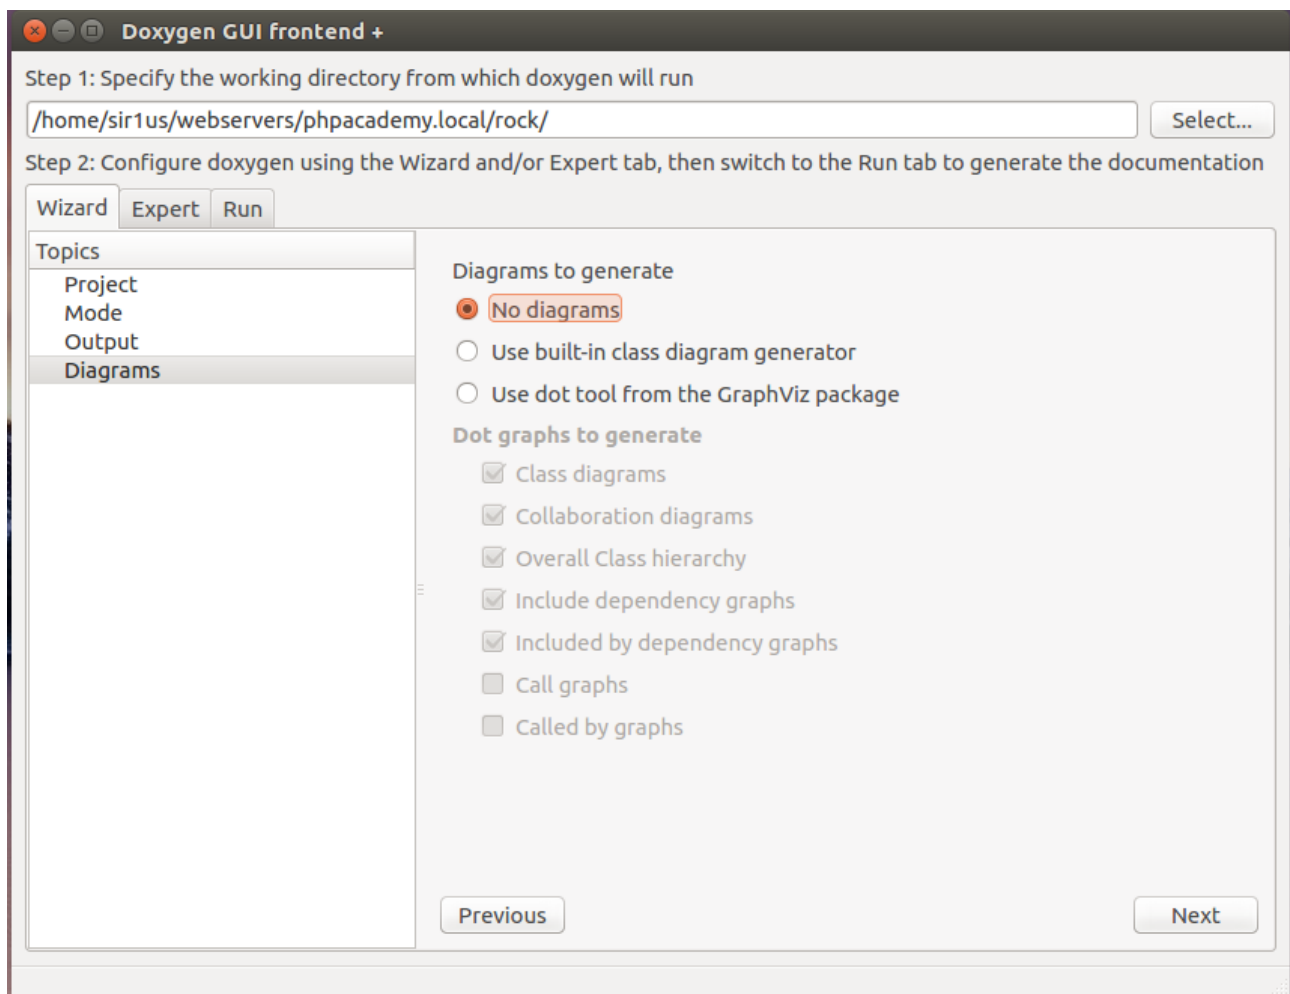 Doxygen GUI frontend +
Step 1: Specify the working directory from which doxygen will run
/home/sir1us/webservers/phpacademy.local/rock/
Select...
Step 2: Configure doxygen using the Wizard and/or Expert tab, then switch to the Run tab to generate the documentation
Wizard Expert Run
Topics
Project
Mode
Output
Diagrams
Diagrams to generate
No diagrams
Use built-in class diagram generator
Use dot tool from the GraphViz package
Dot graphs to generate
Class diagrams
Collaboration diagrams
Overall Class hierarchy
Include dependency graphs
Included by dependency graphs
Call graphs
Called by graphs
Previous
Next